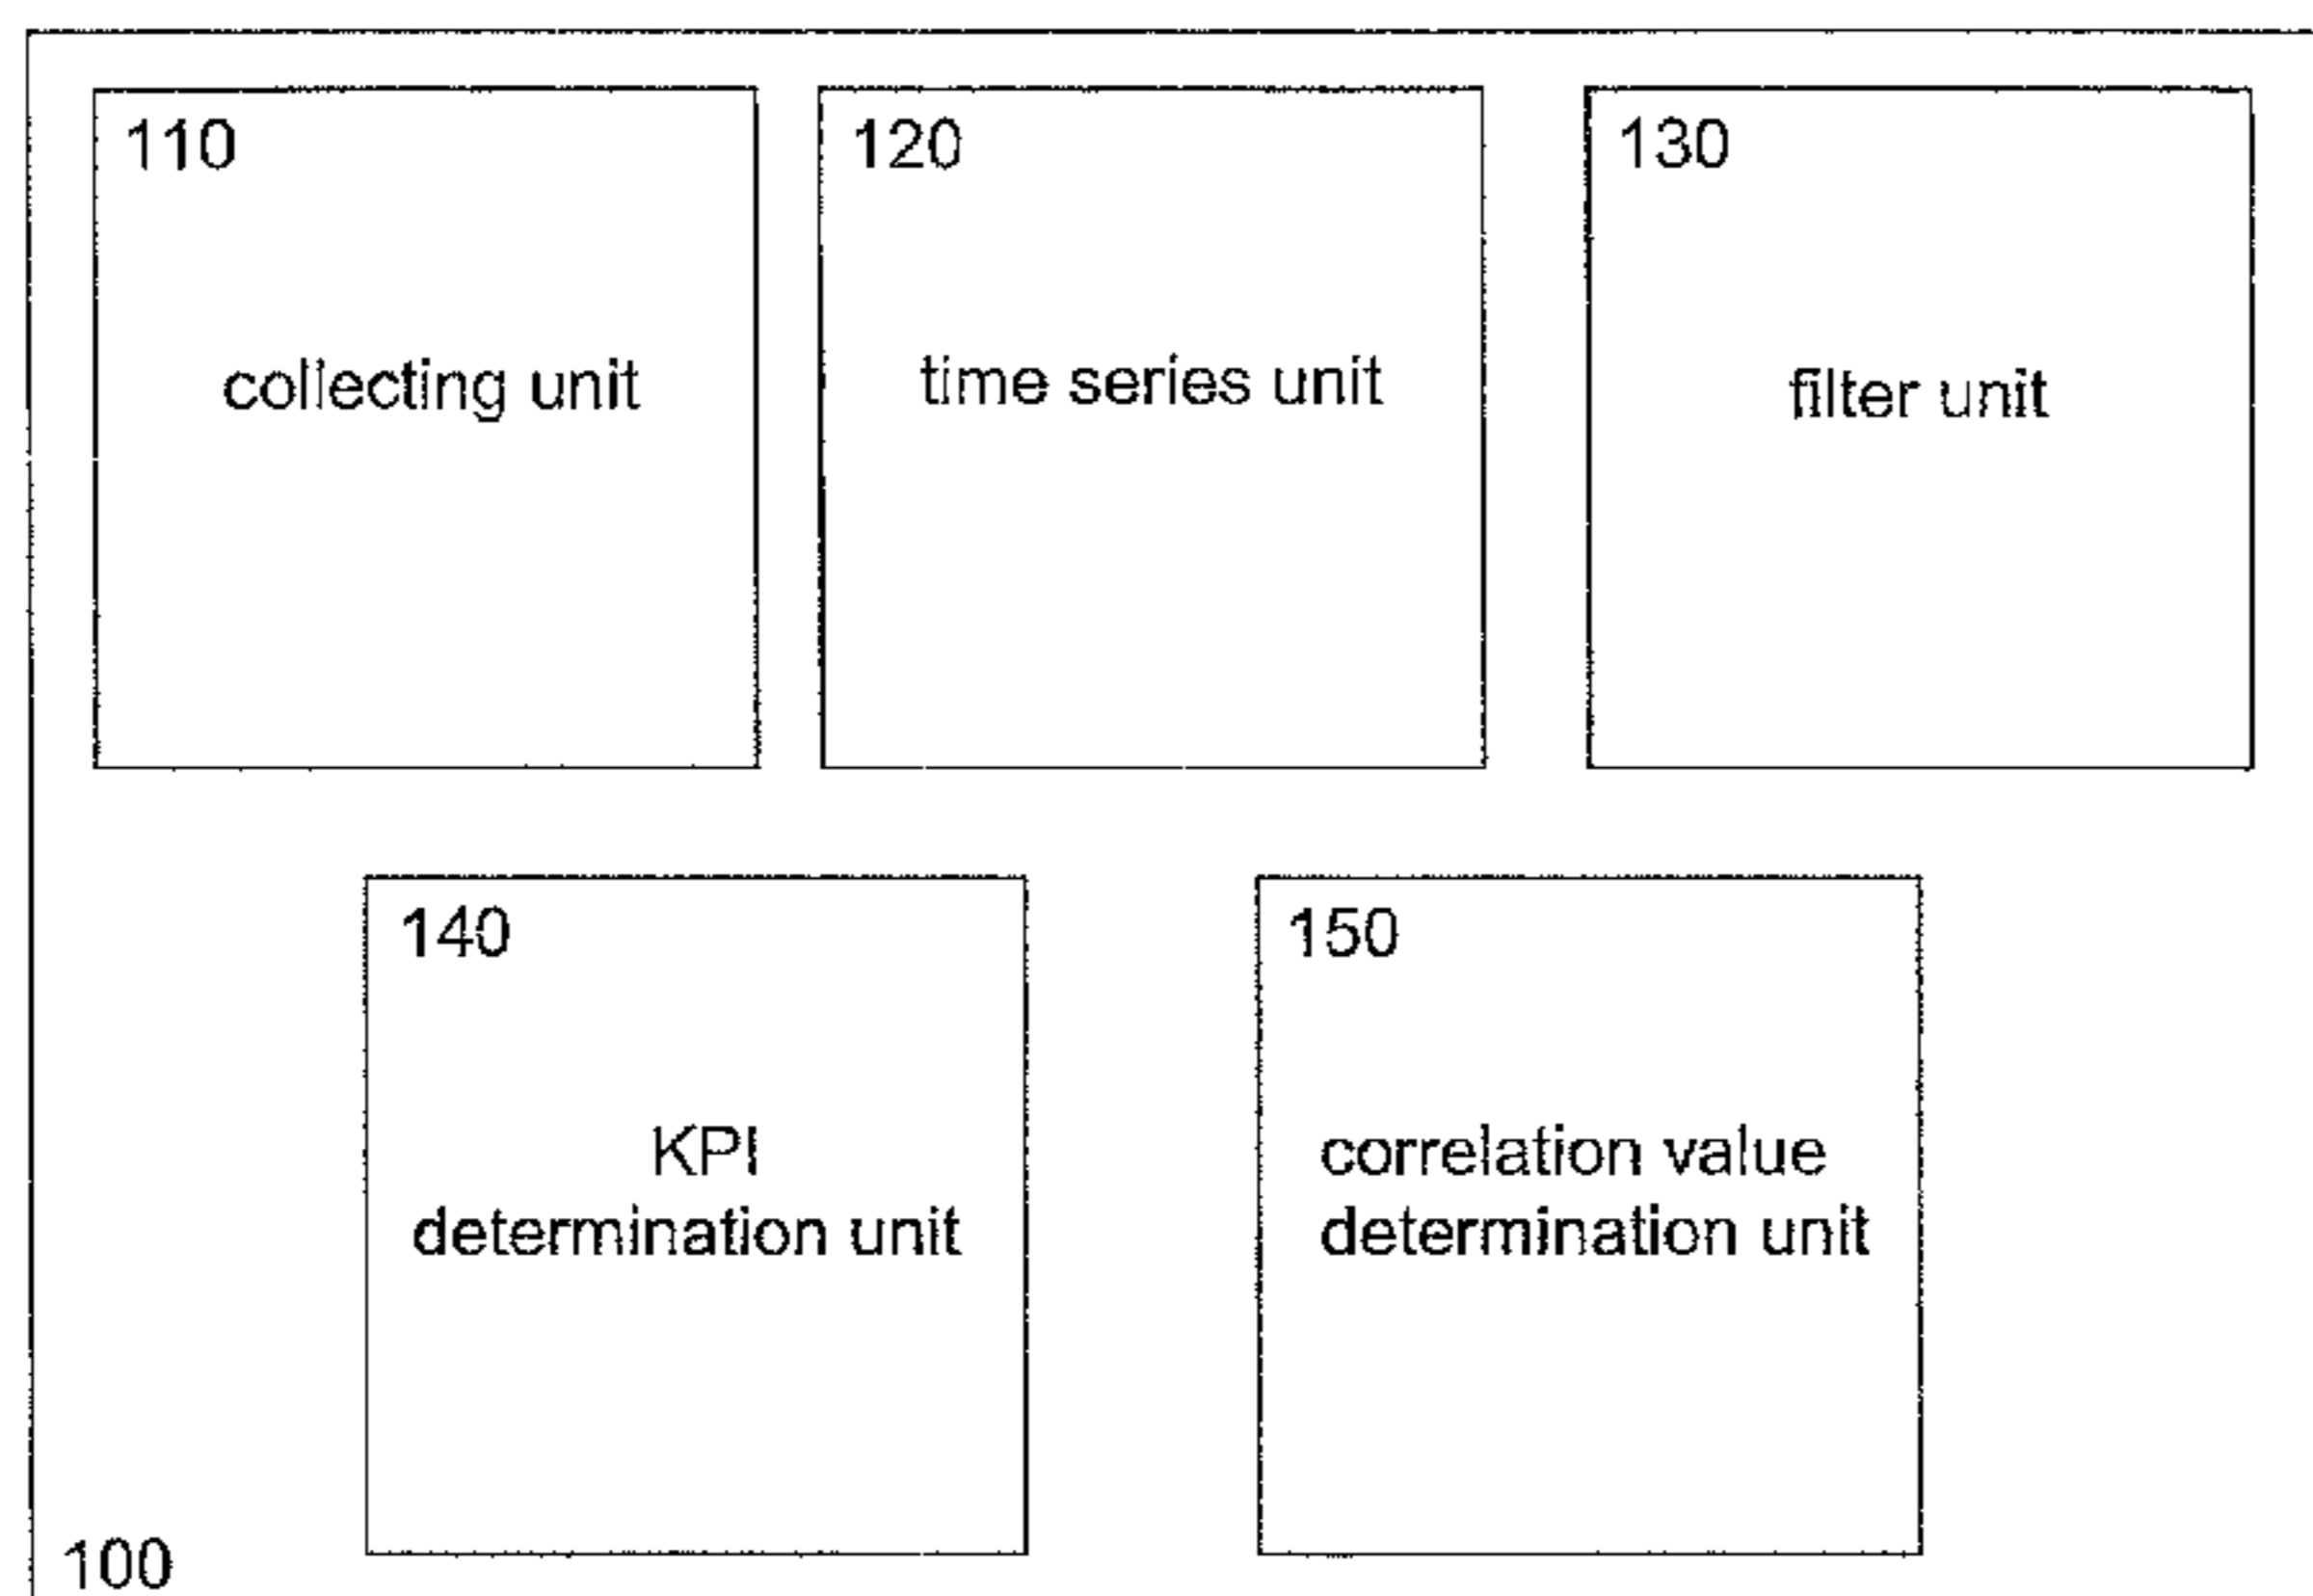 110
collecting unit
120
time series unit
130
filter unit
140
KPI
determination unit
150
correlation value
determination unit
100